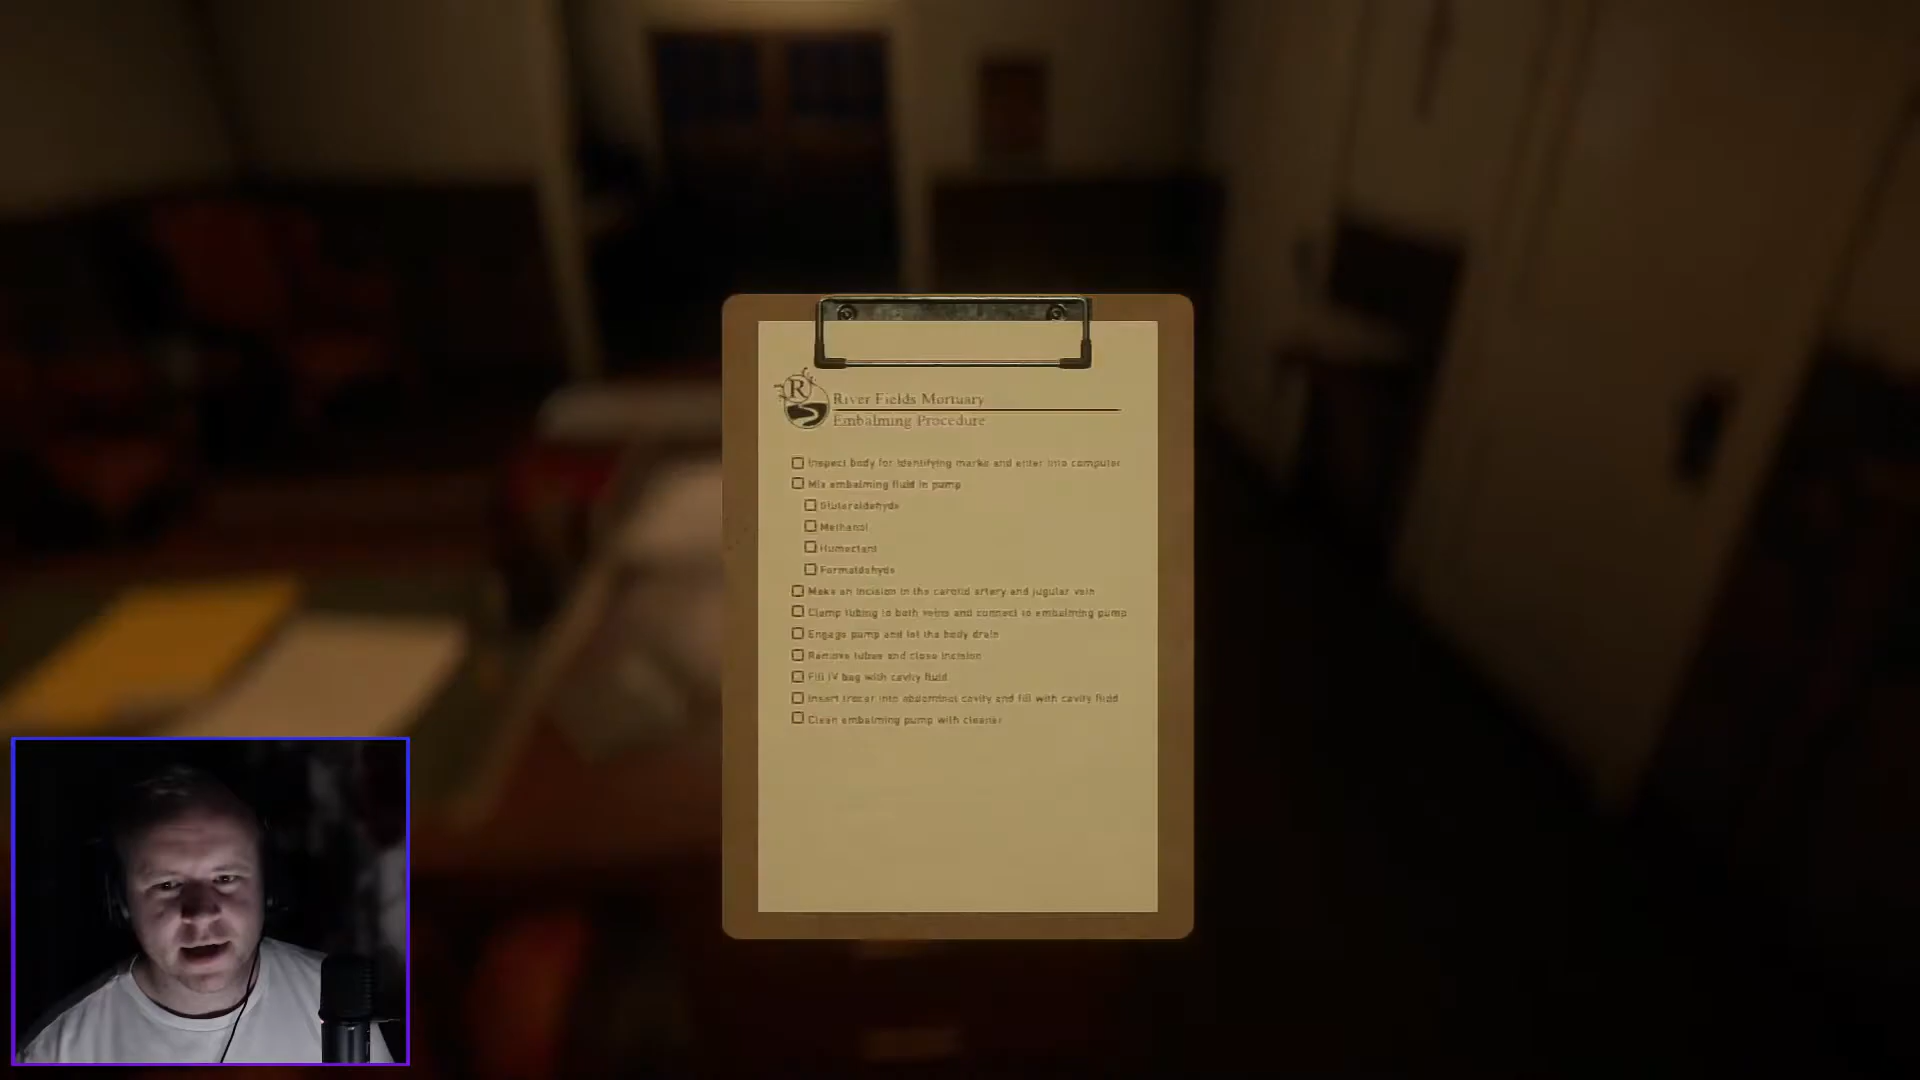 R
River Fields Mortuary
Embalming Procedure
Inspect body for identifying marks and enter into computer
Mix embalming fluid in pump
Glutaraldehyde
Methanol
Humectant
Formaldehyde
Make an incision in the carotid artery and jugular vein
Clamp tubing to both veins and connect to embalming pump
Engage pump and let the body drain
Remove tubes and close incision
Fill IV bag with cavity fluid
Insert trocar into abdominal cavity and fill with cavity fluid
Clean embalming pump with cleaner